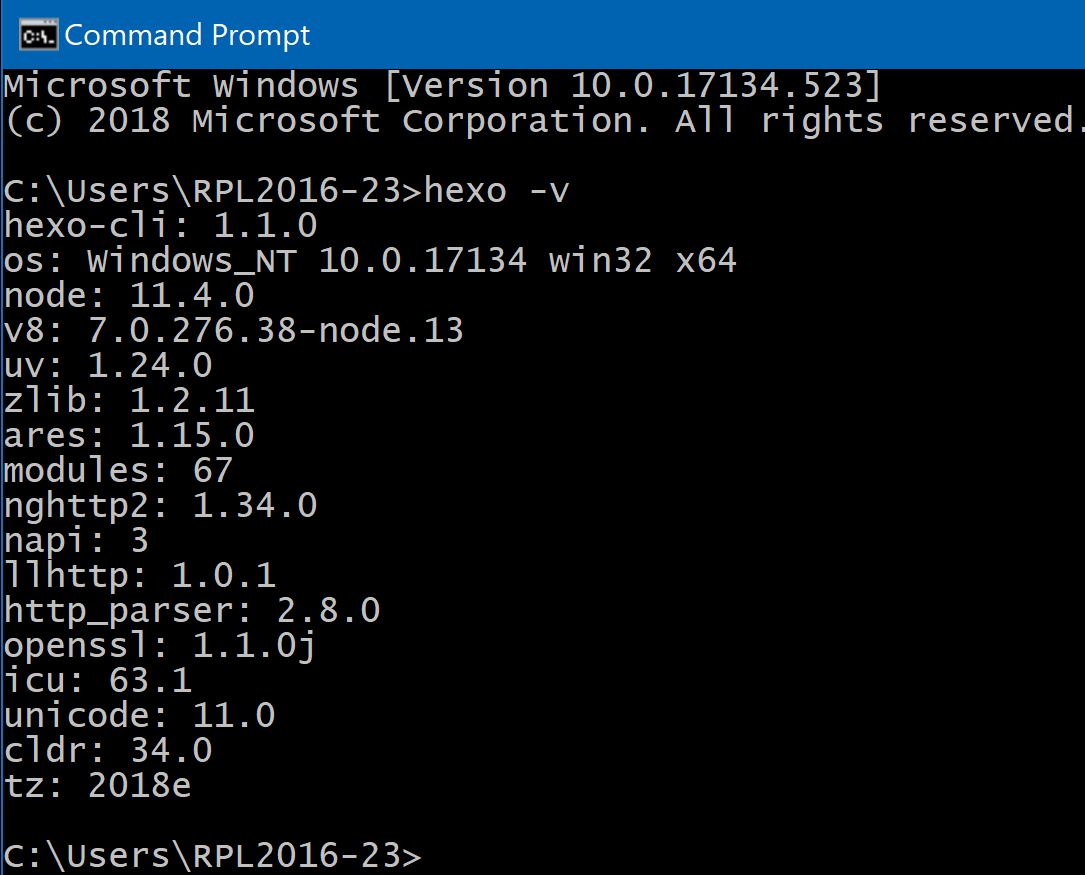 Command Prompt
Microsoft Windows [Version 10.0.17134.523]
(c) 2018 Microsoft Corporation. All rights reserved.
C:\Users\RPL2016-23>hexo -v
hexo-cli: 1.1.0
os: Windows_NT 10.0.17134 win32 x64
node: 11.4.0
v8: 7.0.276.38-node.13
uv: 1.24.0
zlib: 1.2.11
ares: 1.15.0
modules: 67
nghttp2: 1.34.0
napi: 3
llhttp: 1.0.1
http_parser: 2.8.0
openssl: 1.1.0j
icu: 63.1
unicode: 11.0
cldr: 34.0
tz: 2018e
C:\Users\RPL2016-23>